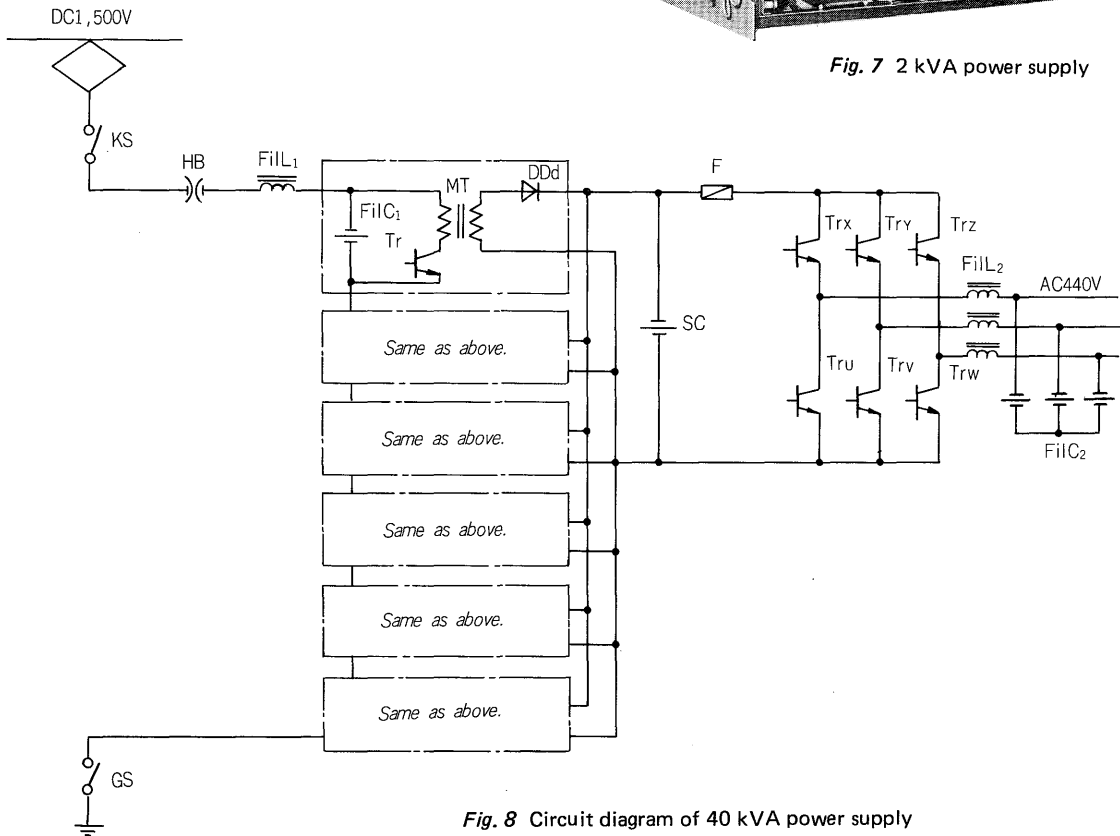 DC1,500V
Fig. 7 2 kVA power supply
KS
HB
FilL₁
MT
DDd
F
FilC₁
Tr
TrX
TrY
TrZ
FilL₂
AC440V
SC
Same as above.
TrU
TrV
TrW
FilC₂
Same as above.
Same as above.
Same as above.
Same as above.
GS
Fig. 8 Circuit diagram of 40 kVA power supply